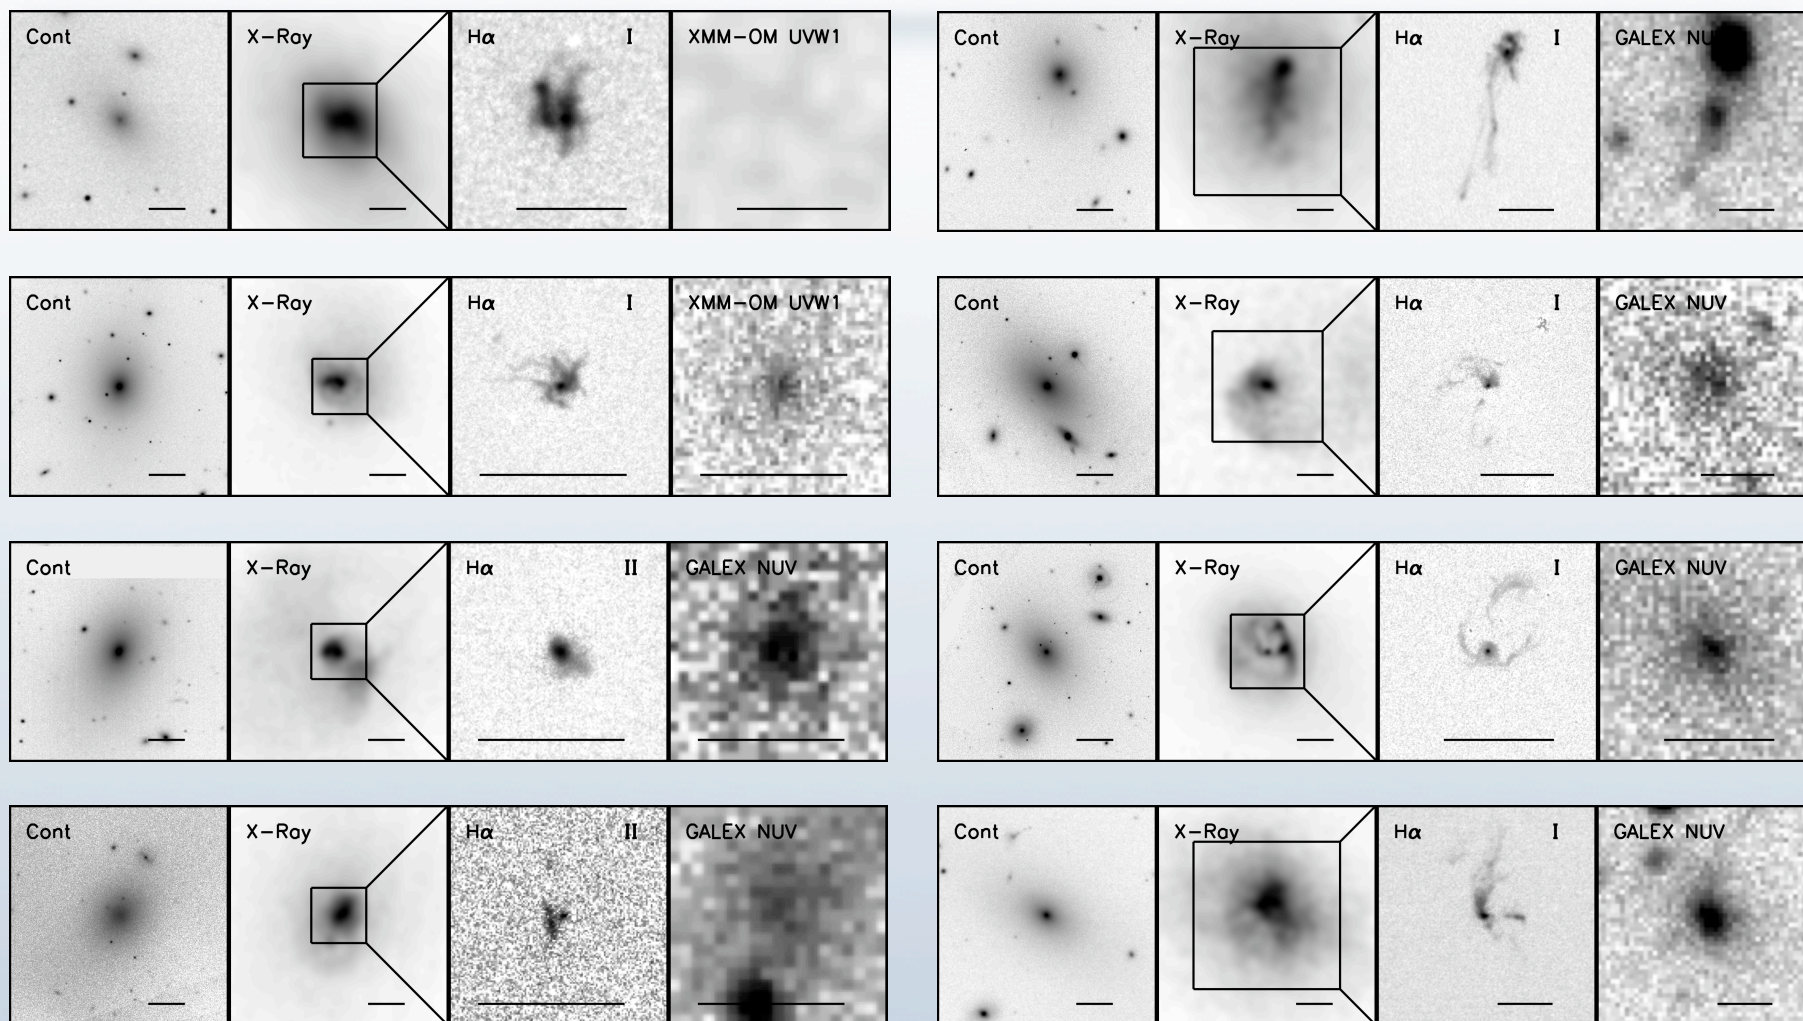 Cont X-Ray Hα I XMM-OM UVW1
Cont X-Ray Hα I GALEX NU
Cont X-Ray Hα I XMM-OM UVW1
Cont X-Ray Hα I GALEX NUV
Cont X-Ray Hα II GALEX NUV
Cont X-Ray Hα I GALEX NUV
Cont X-Ray Hα II GALEX NUV
Cont X-Ray Hα I GALEX NUV